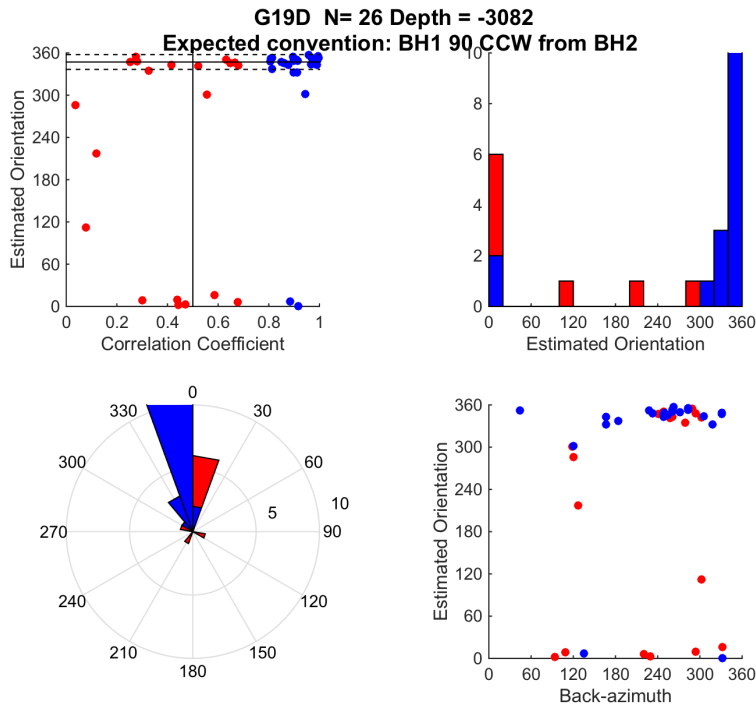 G19D N= 26 Depth = -3082
Expected convention: BH1 90 CCW from BH2
360
300
240
180
120
60
0
Estimated Orientation
0 0.2 0.4 0.6 0.8 1
Correlation Coefficient
10
8
6
4
2
0
0 60 120 180 240 300 360
Estimated Orientation
0
330 30
300 60
10
5
270 90
240 120
210 150
180
360
300
240
180
120
60
0
Estimated Orientation
0 60 120 180 240 300 360
Back-azimuth